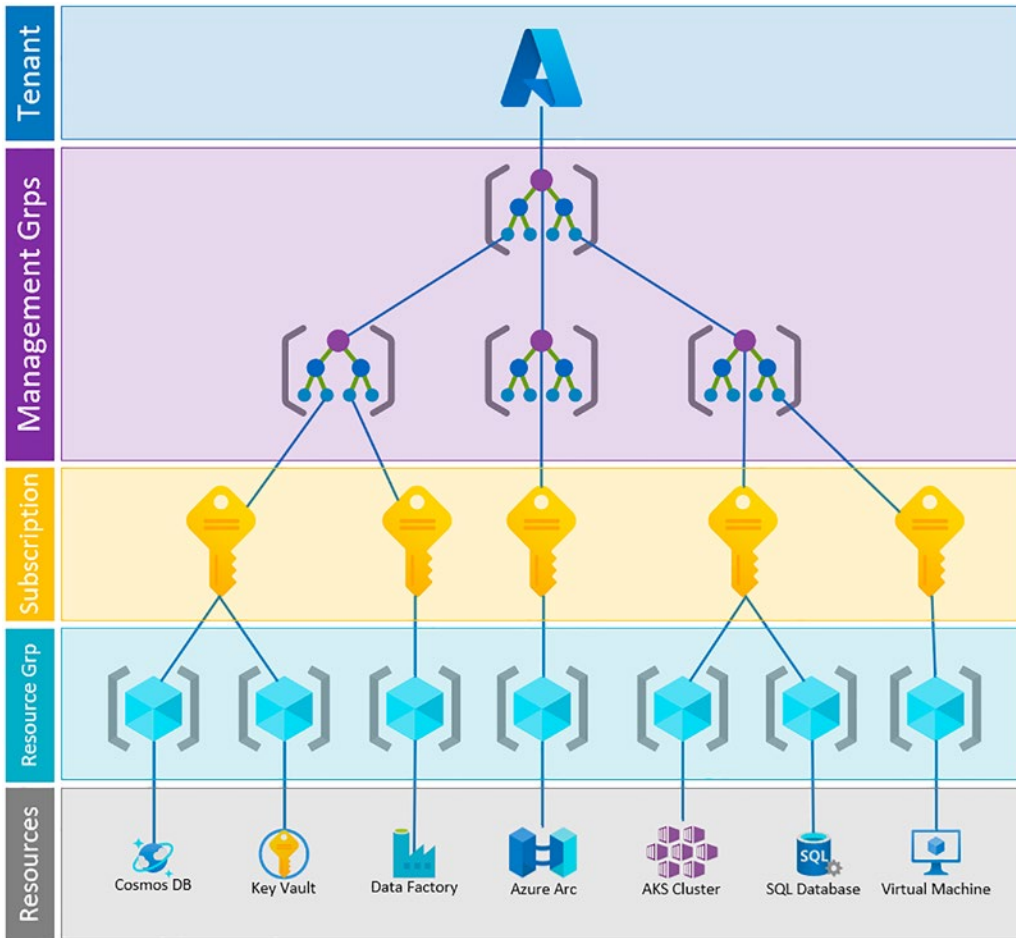 Tenant
Management Grps
Subscription
Resource Grp
Resources
Cosmos DB
Key Vault
Data Factory
Azure Arc
AKS Cluster
SQL
SQL Database
Virtual Machine